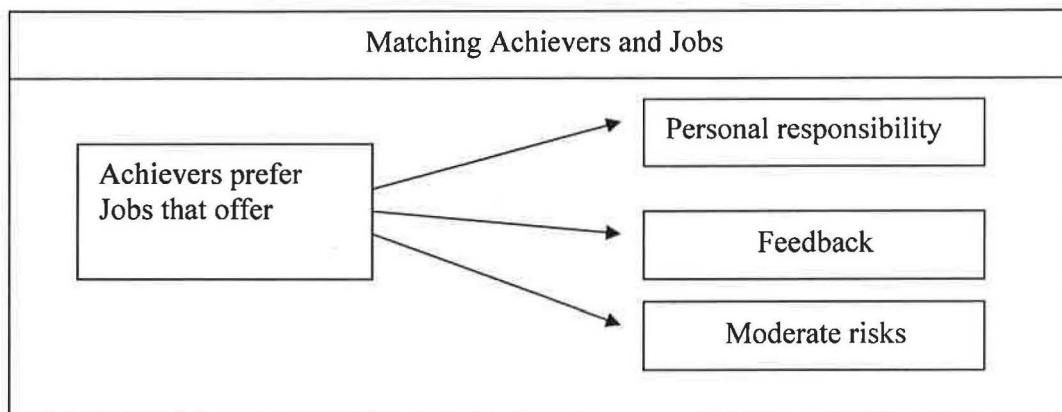 Matching Achievers and Jobs
Achievers prefer
Jobs that offer
Personal responsibility
Feedback
Moderate risks